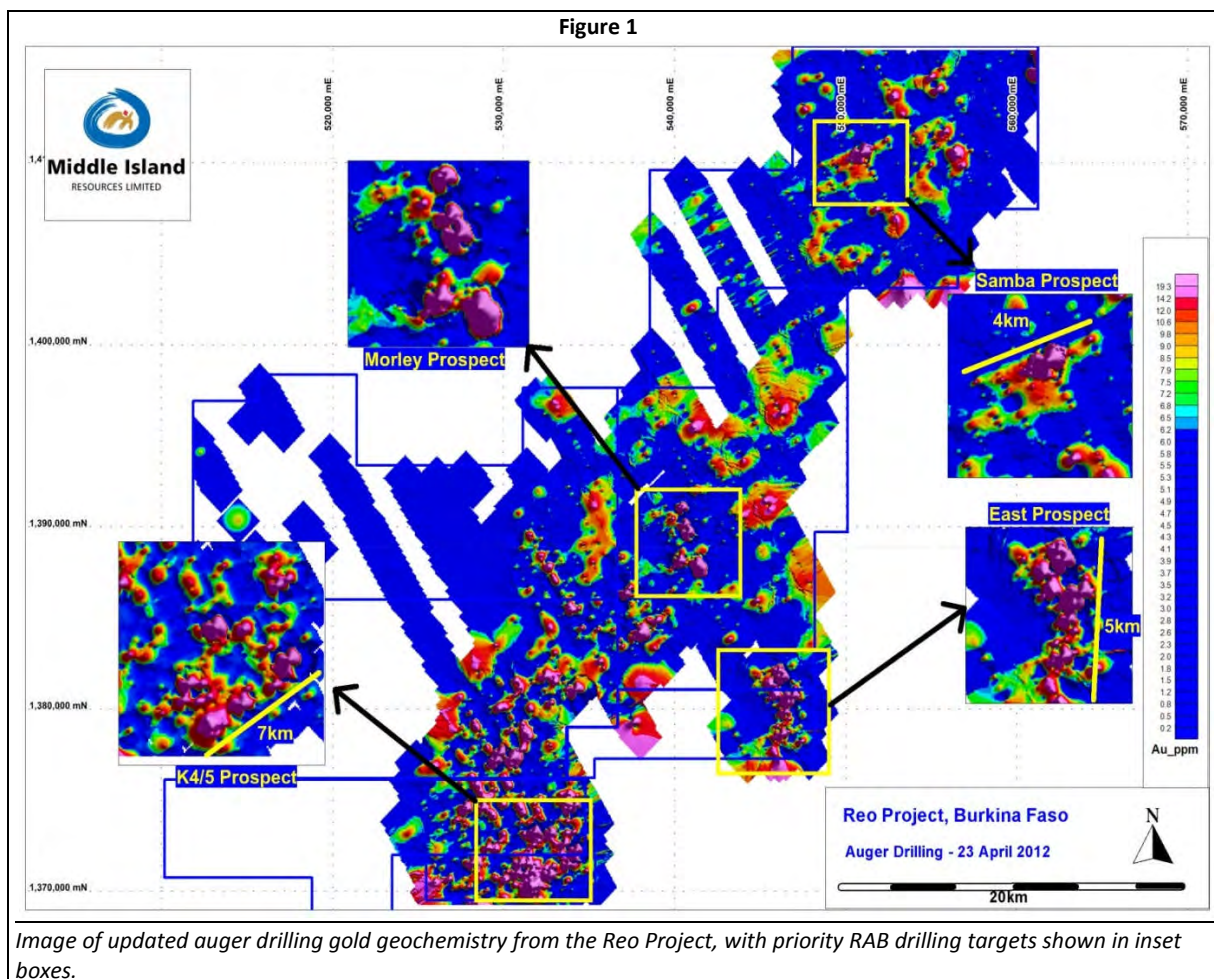 Figure 1
520,000 mE
530,000 mE
540,000 mE
550,000 mE
560,000 mE
570,000 mE
Middle Island
RESOURCES LIMITED
1,400,000 mN
1,390,000 mN
1,380,000 mN
1,370,000 mN
Morley Prospect
Samba Prospect
4km
East Prospect
5km
7km
K4/5 Prospect
19.3
14.2
12.0
10.6
9.8
9.0
8.5
7.9
7.5
7.2
6.8
6.5
6.2
6.0
5.8
5.5
5.3
5.1
4.9
4.7
4.5
4.3
4.1
3.9
3.7
3.5
3.2
3.0
2.8
2.6
2.3
2.0
1.8
1.5
1.2
0.8
0.5
0.2
Au_ppm
Reo Project, Burkina Faso
Auger Drilling - 23 April 2012
N
20km
Image of updated auger drilling gold geochemistry from the Reo Project, with priority RAB drilling targets shown in inset
boxes.